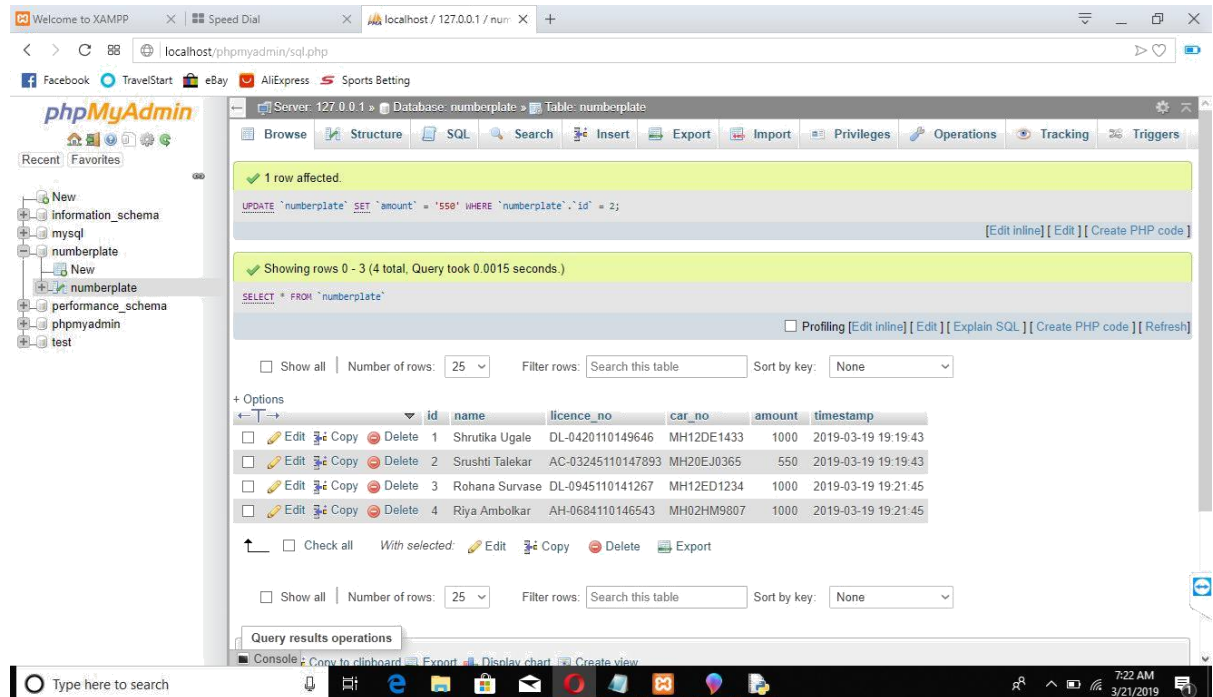 Welcome to XAMPP
Speed Dial
localhost / 127.0.0.1 / num
localhost/phpmyadmin/sql.php
Facebook TravelStart eBay AliExpress Sports Betting
phpMyAdmin
Recent Favorites
New
information_schema
mysql
numberplate
New
numberplate
performance_schema
phpmyadmin
test
Server: 127.0.0.1 » Database: numberplate » Table: numberplate
Browse Structure SQL Search Insert Export Import Privileges Operations Tracking Triggers
1 row affected.
UPDATE `numberplate` SET `amount` = '550' WHERE `numberplate`.`id` = 2;
[Edit inline] [ Edit ] [ Create PHP code ]
Showing rows 0 - 3 (4 total, Query took 0.0015 seconds.)
SELECT * FROM `numberplate`
Profiling [Edit inline] [ Edit ] [ Explain SQL ] [ Create PHP code ] [ Refresh]
Show all Number of rows: 25 Filter rows: Search this table Sort by key: None
+ Options
id name licence_no car_no amount timestamp
Edit Copy Delete 1 Shrutika Ugale DL-0420110149646 MH12DE1433 1000 2019-03-19 19:19:43
Edit Copy Delete 2 Srushti Talekar AC-03245110147893 MH20EJ0365 550 2019-03-19 19:19:43
Edit Copy Delete 3 Rohana Survase DL-0945110141267 MH12ED1234 1000 2019-03-19 19:21:45
Edit Copy Delete 4 Riya Ambolkar AH-0684110146543 MH02HM9807 1000 2019-03-19 19:21:45
Check all With selected: Edit Copy Delete Export
Show all Number of rows: 25 Filter rows: Search this table Sort by key: None
Query results operations
Console Copy to clipboard Export Display chart Create view
Type here to search
7:22 AM
3/21/2019